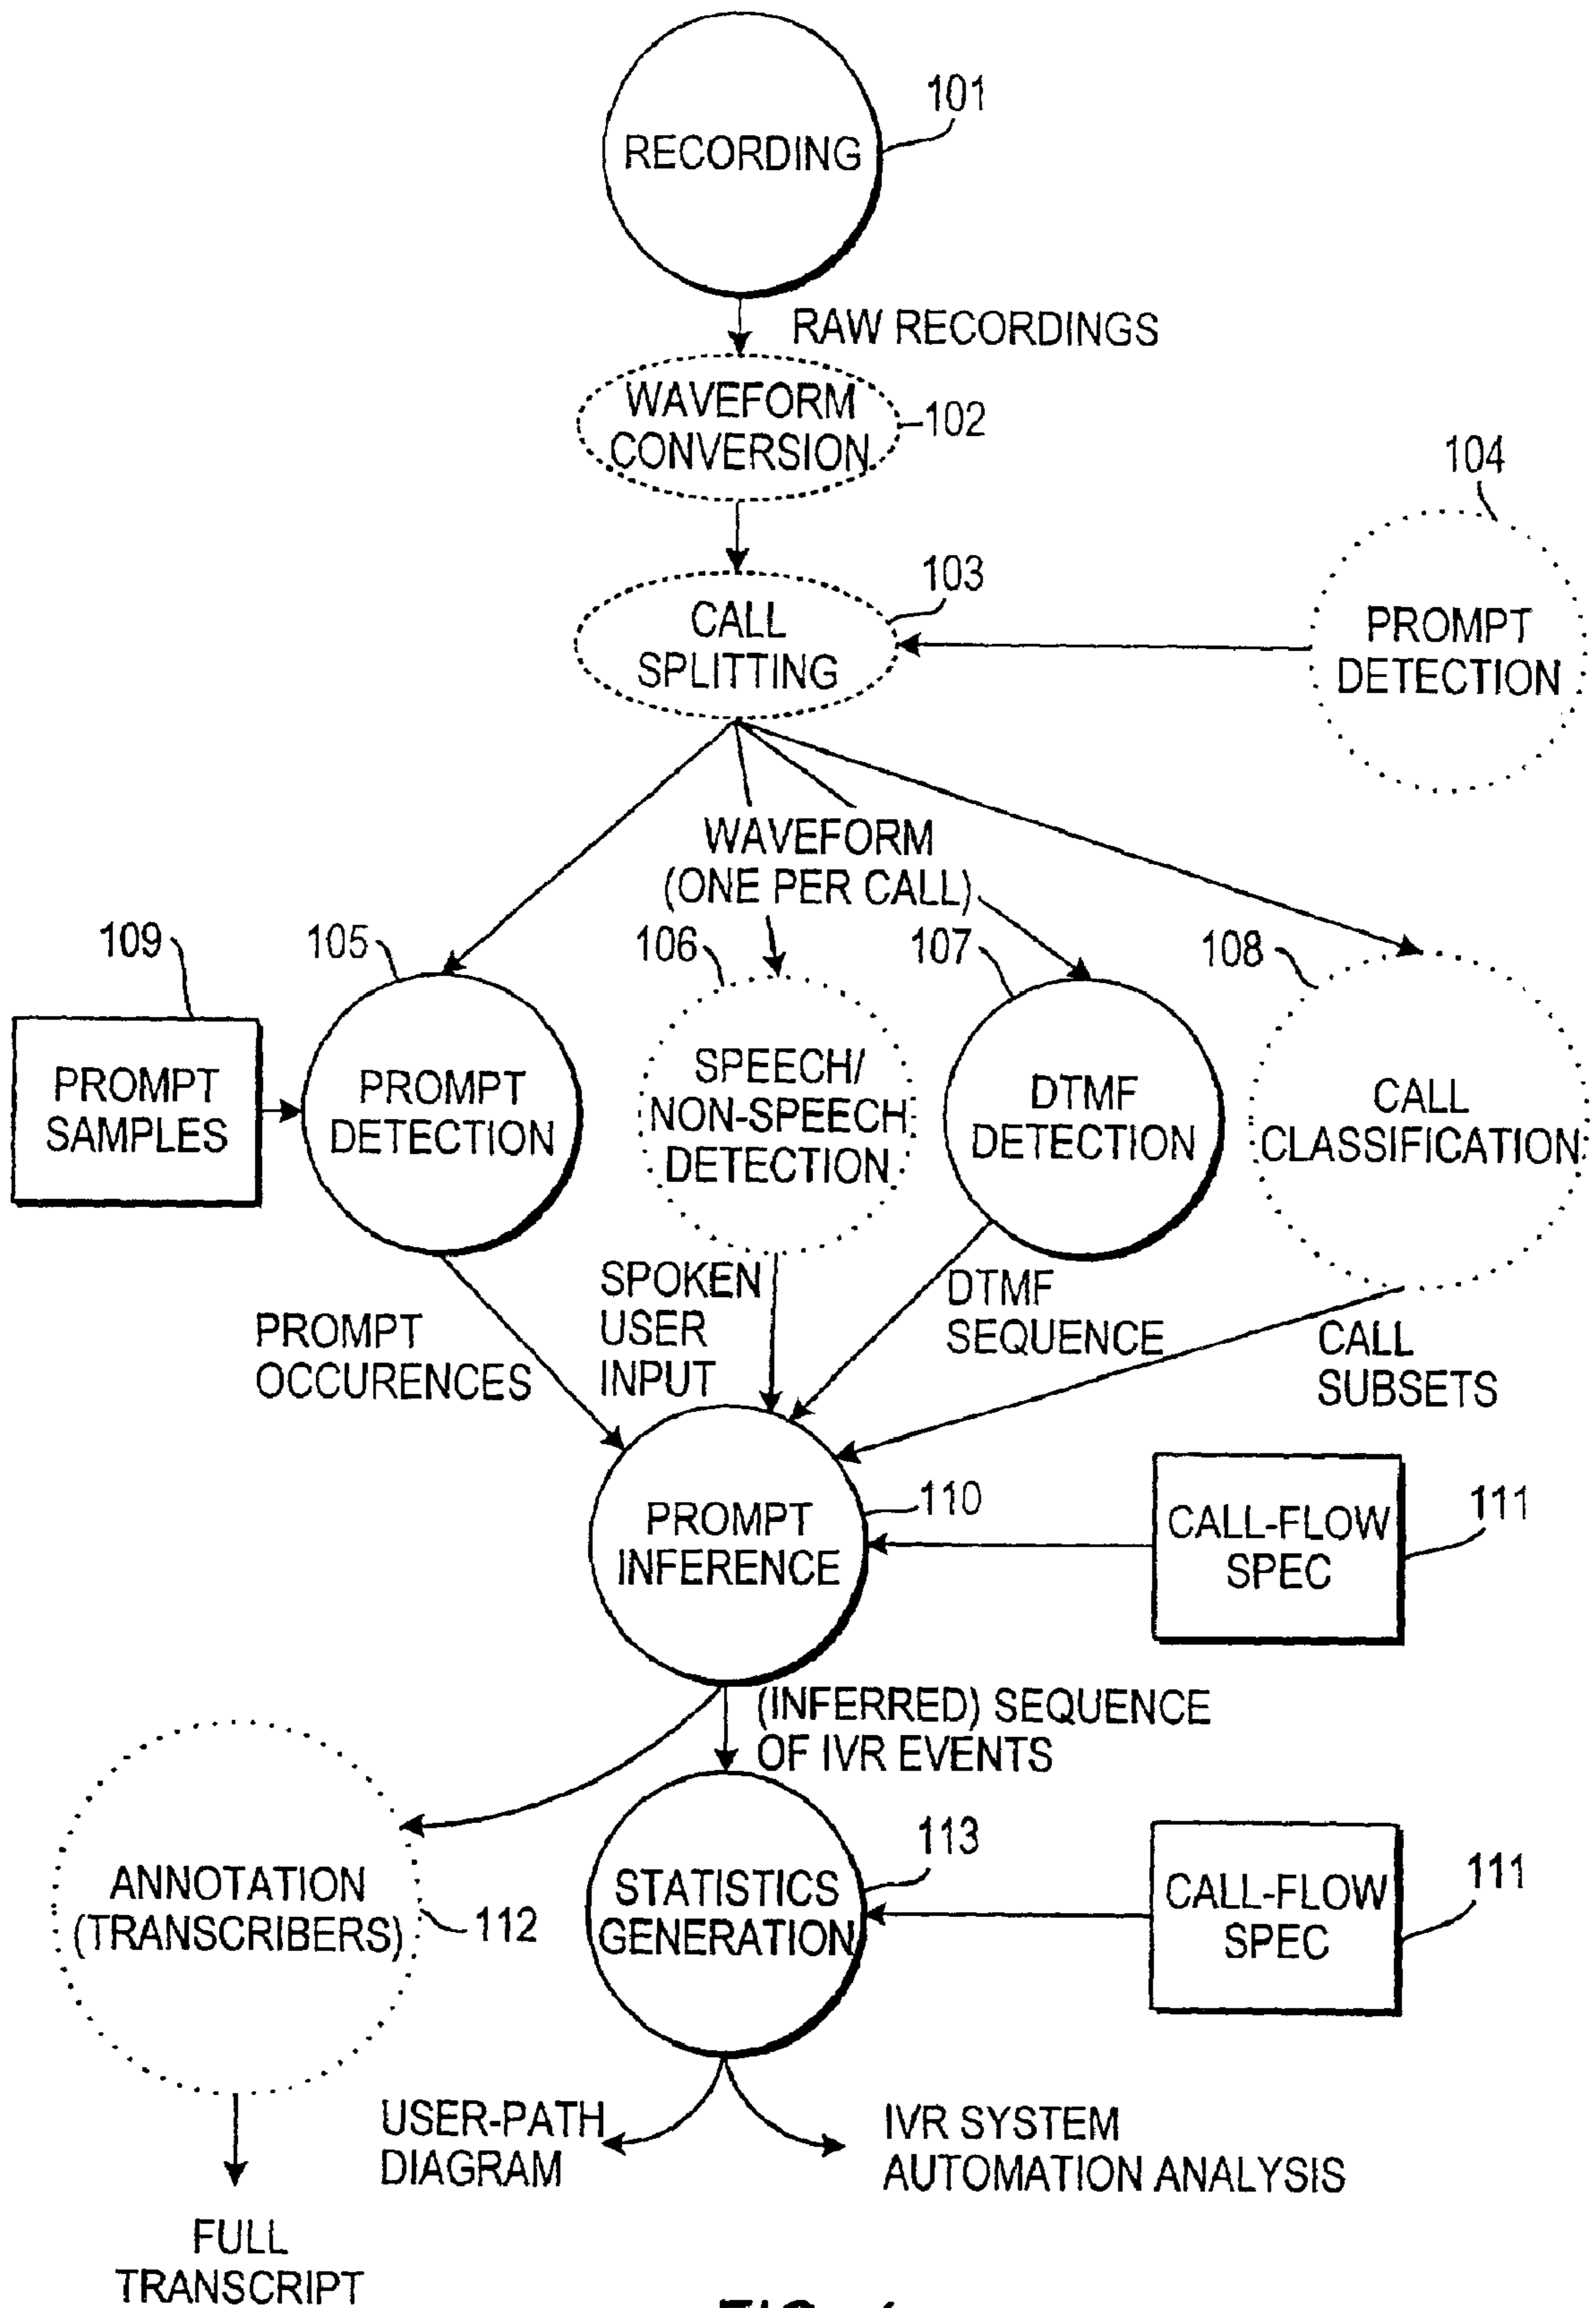 101
RECORDING
RAW RECORDINGS
WAVEFORM
CONVERSION
102
104
103
CALL
SPLITTING
PROMPT
DETECTION
WAVEFORM
(ONE PER CALL)
109
105
106
107
108
PROMPT
SAMPLES
PROMPT
DETECTION
SPEECH/
NON-SPEECH
DETECTION
DTMF
DETECTION
CALL
CLASSIFICATION
PROMPT
OCCURENCES
SPOKEN
USER
INPUT
DTMF
SEQUENCE
CALL
SUBSETS
PROMPT
INFERENCE
110
CALL-FLOW
SPEC
111
(INFERRED) SEQUENCE
OF IVR EVENTS
ANNOTATION
(TRANSCRIBERS)
112
STATISTICS
GENERATION
113
CALL-FLOW
SPEC
111
USER-PATH
DIAGRAM
IVR SYSTEM
AUTOMATION ANALYSIS
FULL
TRANSCRIPT